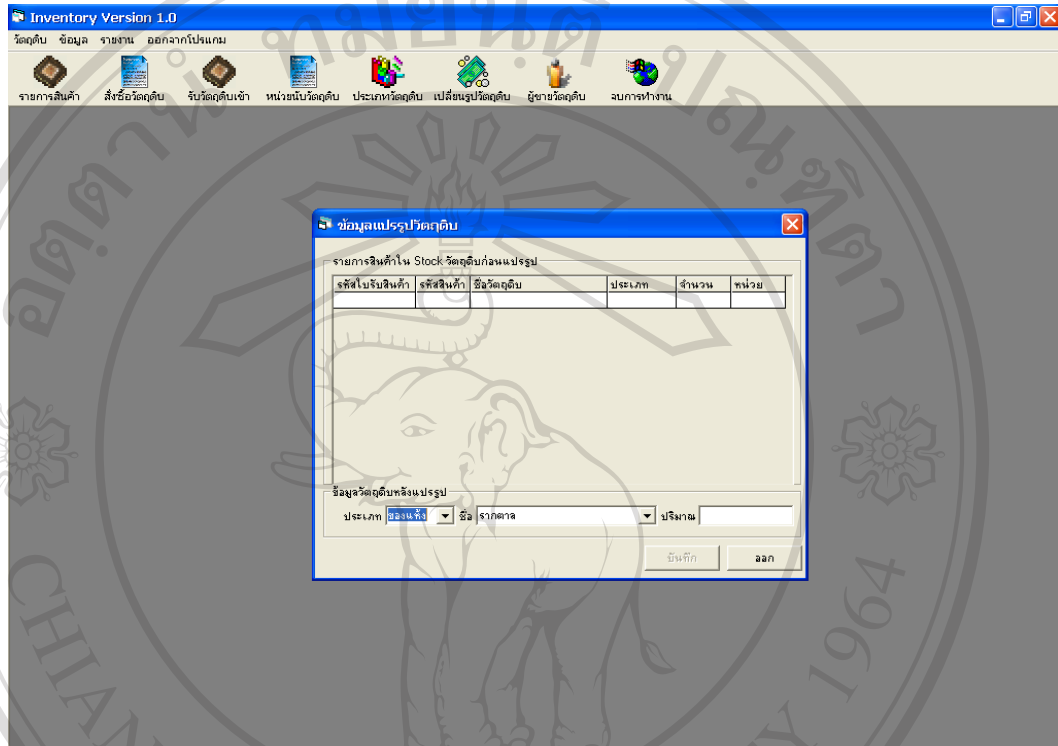 Inventory Version 1.0
วัตถุดิบ ข้อมูล รายงาน ออกจากโปรแกม
รายการสินค้า สั่งซื้อวัตถุดิบ รับวัตถุดิบเข้า หน่วยนับวัตถุดิบ ประเภทวัตถุดิบ เปลี่ยนรูปวัตถุดิบ ผู้ขายวัตถุดิบ จบการทำงาน
ข้อมูลแปรรูปวัตถุดิบ
รายการสินค้าใน Stock วัตถุดิบก่อนแปรรูป
รหัสใบรับสินค้า รหัสสินค้า ชื่อวัตถุดิบ ประเภท จำนวน หน่วย
ข้อมูลวัตถุดิบหลังแปรรูป
ประเภท ของแห้ง ชื่อ รากตาล ปริมาณ
บันทึก ออก
1964